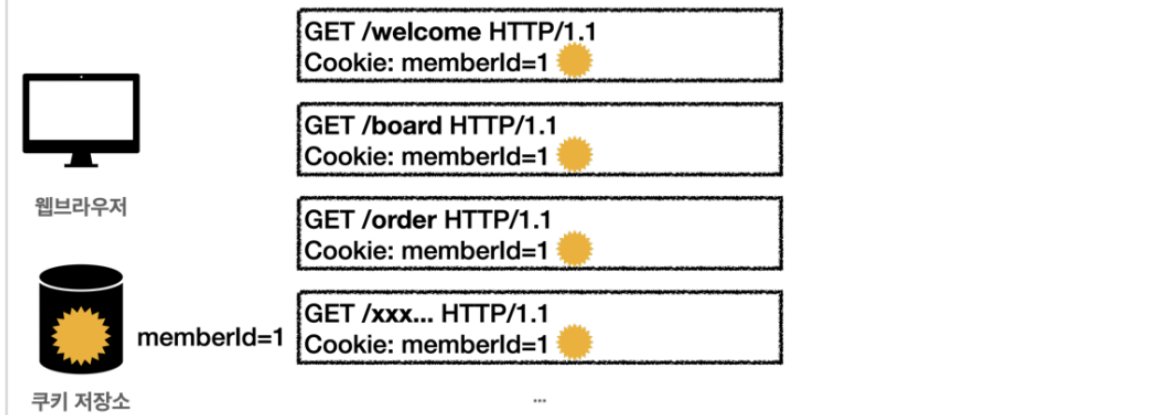 GET /welcome HTTP/1.1
Cookie: memberId=1
GET /board HTTP/1.1
Cookie: memberId=1
웹브라우저
GET /order HTTP/1.1
Cookie: memberId=1
GET /xxx... HTTP/1.1
memberId=1
Cookie: memberId=1
쿠키 저장소
...